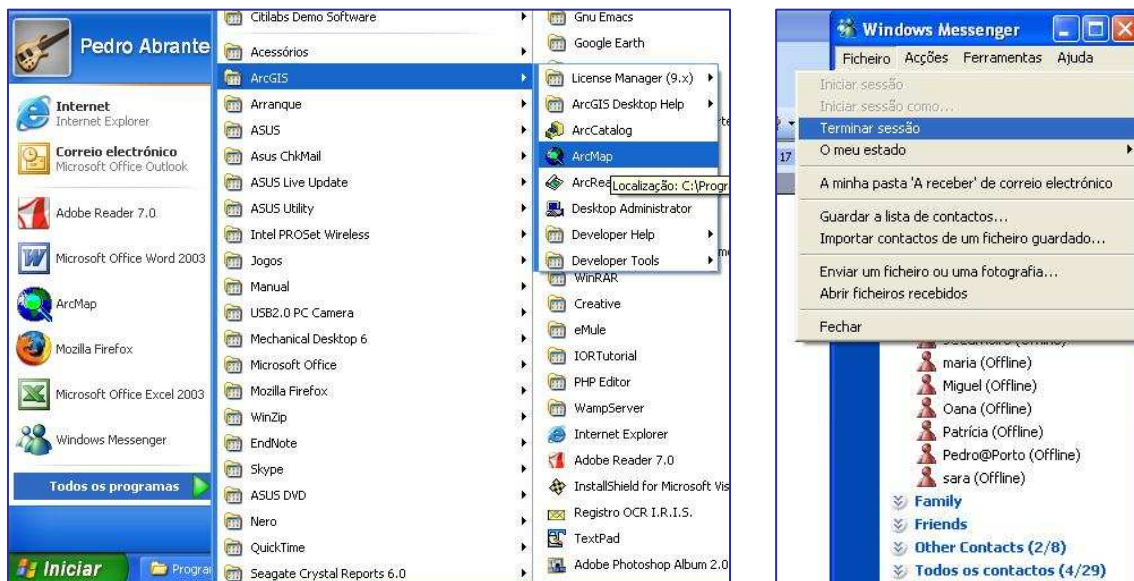 Pedro Abrante
Internet
Internet Explorer
Correio electrónico
Microsoft Office Outlook
Adobe Reader 7.0
Microsoft Office Word 2003
ArcMap
Mozilla Firefox
Microsoft Office Excel 2003
Windows Messenger
Todos os programas
Iniciar
Citilabs Demo Software
Acessórios
ArcGIS
Arranque
ASUS
Asus ChkMail
ASUS Live Update
ASUS Utility
Intel PROSet Wireless
Jogos
Manual
USB2.0 PC Camera
Mechanical Desktop 6
Microsoft Office
Mozilla Firefox
WinZip
EndNote
Skype
ASUS DVD
Nero
QuickTime
Seagate Crystal Reports 6.0
Gnu Emacs
Google Earth
License Manager (9.x)
ArcGIS Desktop Help
ArcCatalog
ArcMap
Localização: C:\Progr
Desktop Administrator
Developer Help
Developer Tools
WinRAR
Creative
eMule
IORTutorial
PHP Editor
WampServer
Internet Explorer
Adobe Reader 7.0
InstallShield for Microsoft Vis
Registro OCR I.R.I.S.
TextPad
Adobe Photoshop Album 2.0
Windows Messenger
Ficheiro Acções Ferramentas Ajuda
Iniciar sessão
Iniciar sessão como...
Terminar sessão
17
O meu estado
A minha pasta 'A receber' de correio electrónico
Guardar a lista de contactos...
Importar contactos de um ficheiro guardado...
Enviar um ficheiro ou uma fotografia...
Abrir ficheiros recebidos
Fechar
maria (Offline)
Miguel (Offline)
Oana (Offline)
Patrícia (Offline)
Pedro@Porto (Offline)
sara (Offline)
Family
Friends
Other Contacts (2/8)
Todos os contactos (4/29)